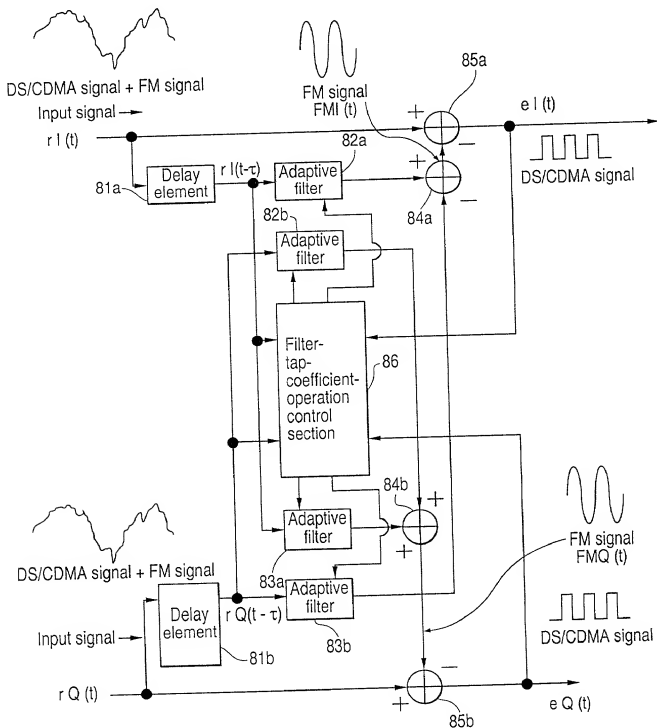 DS/CDMA signal + FM signal
Input signal
r I (t)
FM signal
FMI (t)
85a
+
−
e I (t)
DS/CDMA signal
81a
Delay
element
r I(t-τ)
82a
Adaptive
filter
+
84a
−
82b
Adaptive
filter
Filter-
tap-
coefficient-
operation
control
section
86
84b
+
+
83a
Adaptive
filter
FM signal
FMQ (t)
DS/CDMA signal + FM signal
Input signal
Delay
element
81b
r Q(t - τ)
Adaptive
filter
83b
DS/CDMA signal
r Q (t)
+
−
85b
e Q (t)